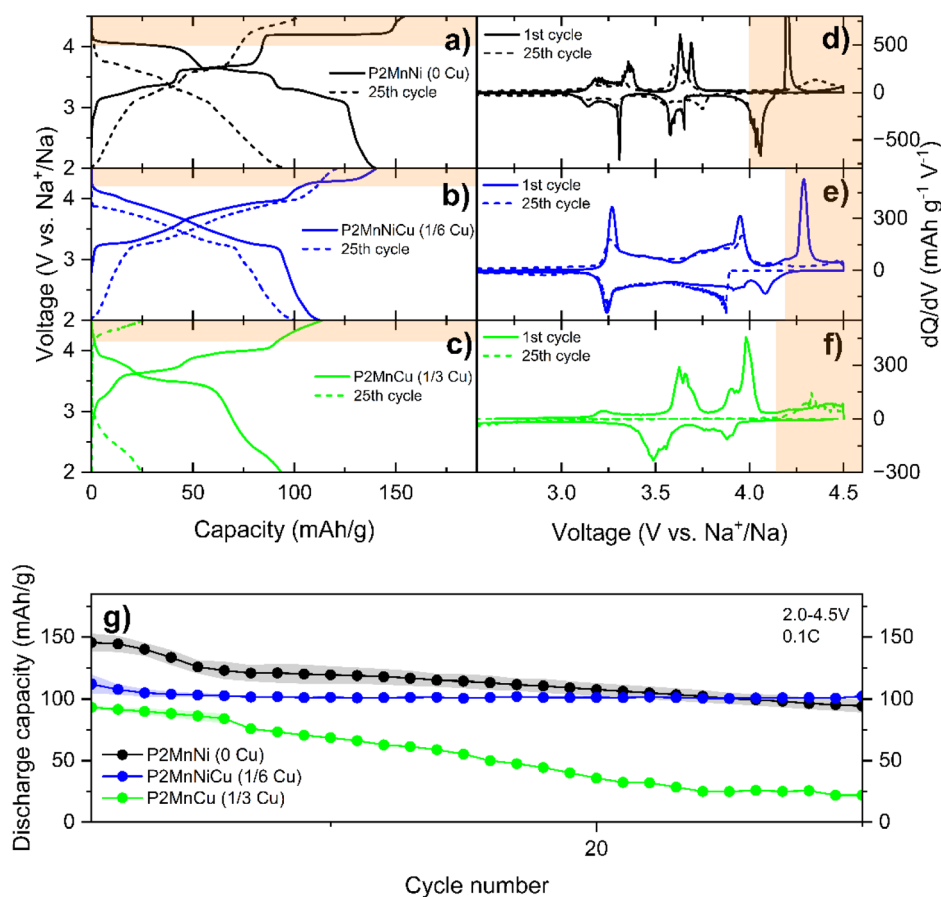 a)
P2MnNi (0 Cu)
25th cycle
4
3
2
b)
P2MnNiCu (1/6 Cu)
25th cycle
4
3
2
c)
P2MnCu (1/3 Cu)
25th cycle
4
3
2
0 50 100 150
Capacity (mAh/g)
Voltage (V vs. Na⁺/Na)
d)
1st cycle
25th cycle
500
0
−500
e)
1st cycle
25th cycle
300
0
f)
1st cycle
25th cycle
300
0
−300
3.0 3.5 4.0 4.5
Voltage (V vs. Na⁺/Na)
dQ/dV (mAh g⁻¹ V⁻¹)
g)
2.0-4.5V
0.1C
P2MnNi (0 Cu)
P2MnNiCu (1/6 Cu)
P2MnCu (1/3 Cu)
150
100
50
0
150
100
50
0
20
Cycle number
Discharge capacity (mAh/g)